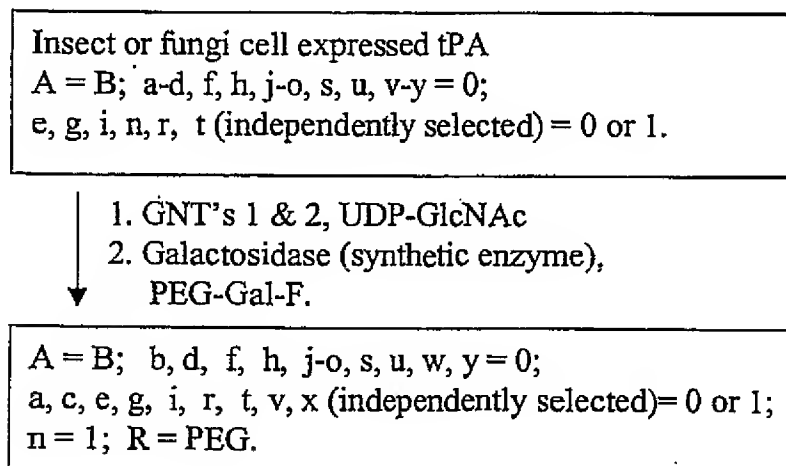 Insect or fungi cell expressed tPA
A = B; a-d, f, h, j-o, s, u, v-y = 0;
e, g, i, n, r, t (independently selected) = 0 or 1.
1. GNT's 1 & 2, UDP-GlcNAc
2. Galactosidase (synthetic enzyme),
PEG-Gal-F.
A = B; b, d, f, h, j-o, s, u, w, y = 0;
a, c, e, g, i, r, t, v, x (independently selected)= 0 or 1;
n = 1; R = PEG.